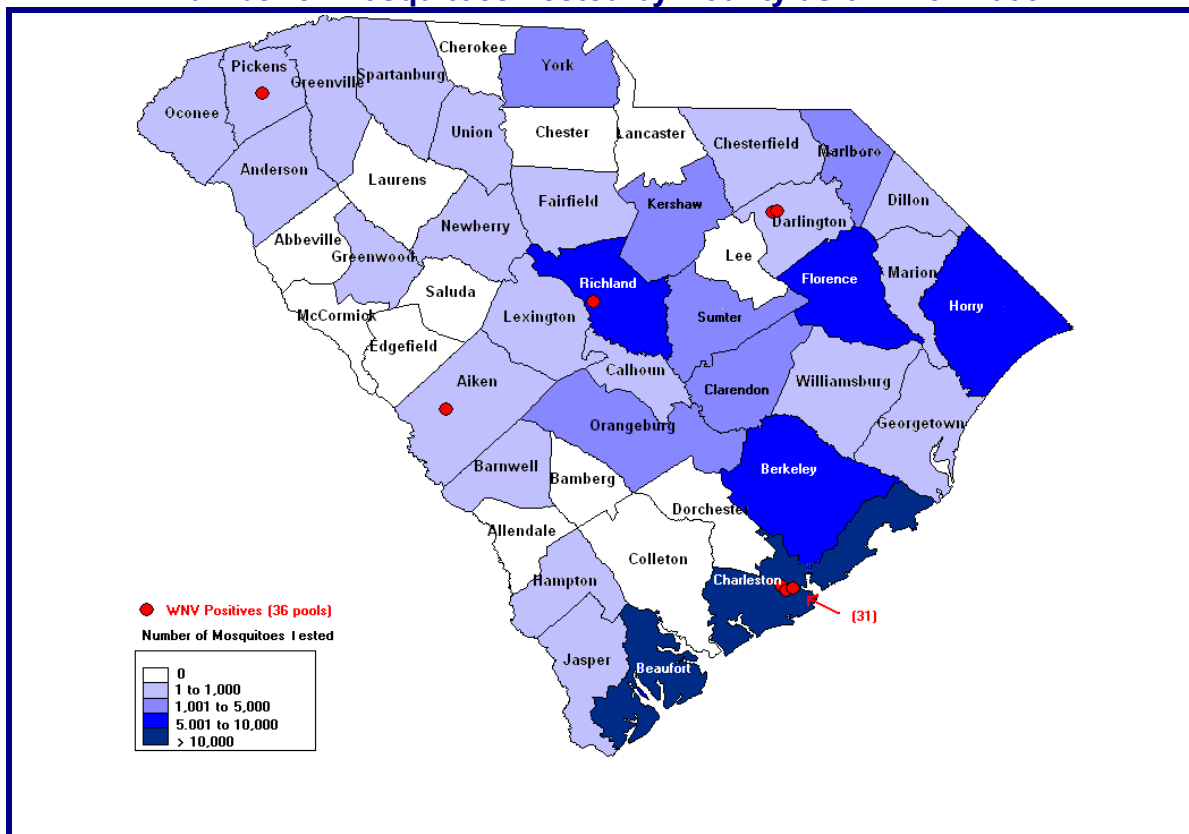 Cherokee
Pickens
York
Greenville
Spartanburg
Oconee
Union
Chester
Lancaster
Chesterfield
Marlboro
Anderson
Laurens
Fairfield
Kershaw
Dillon
Newberry
Darlington
Abbeville
Greenwood
Lee
Marion
Saluda
Richland
Florence
Horry
McCormick
Lexington
Sumter
Edgefield
Calhoun
Aiken
Clarendon
Williamsburg
Orangeburg
Georgetown
Barnwell
Bamberg
Berkeley
Dorchester
Allendale
Colleton
Hampton
Charleston
WNV Positives (36 pools)
(31)
Number of Mosquitoes Tested
Jasper
Beaufort
0
1 to 1,000
1,001 to 5,000
5.001 to 10,000
> 10,000